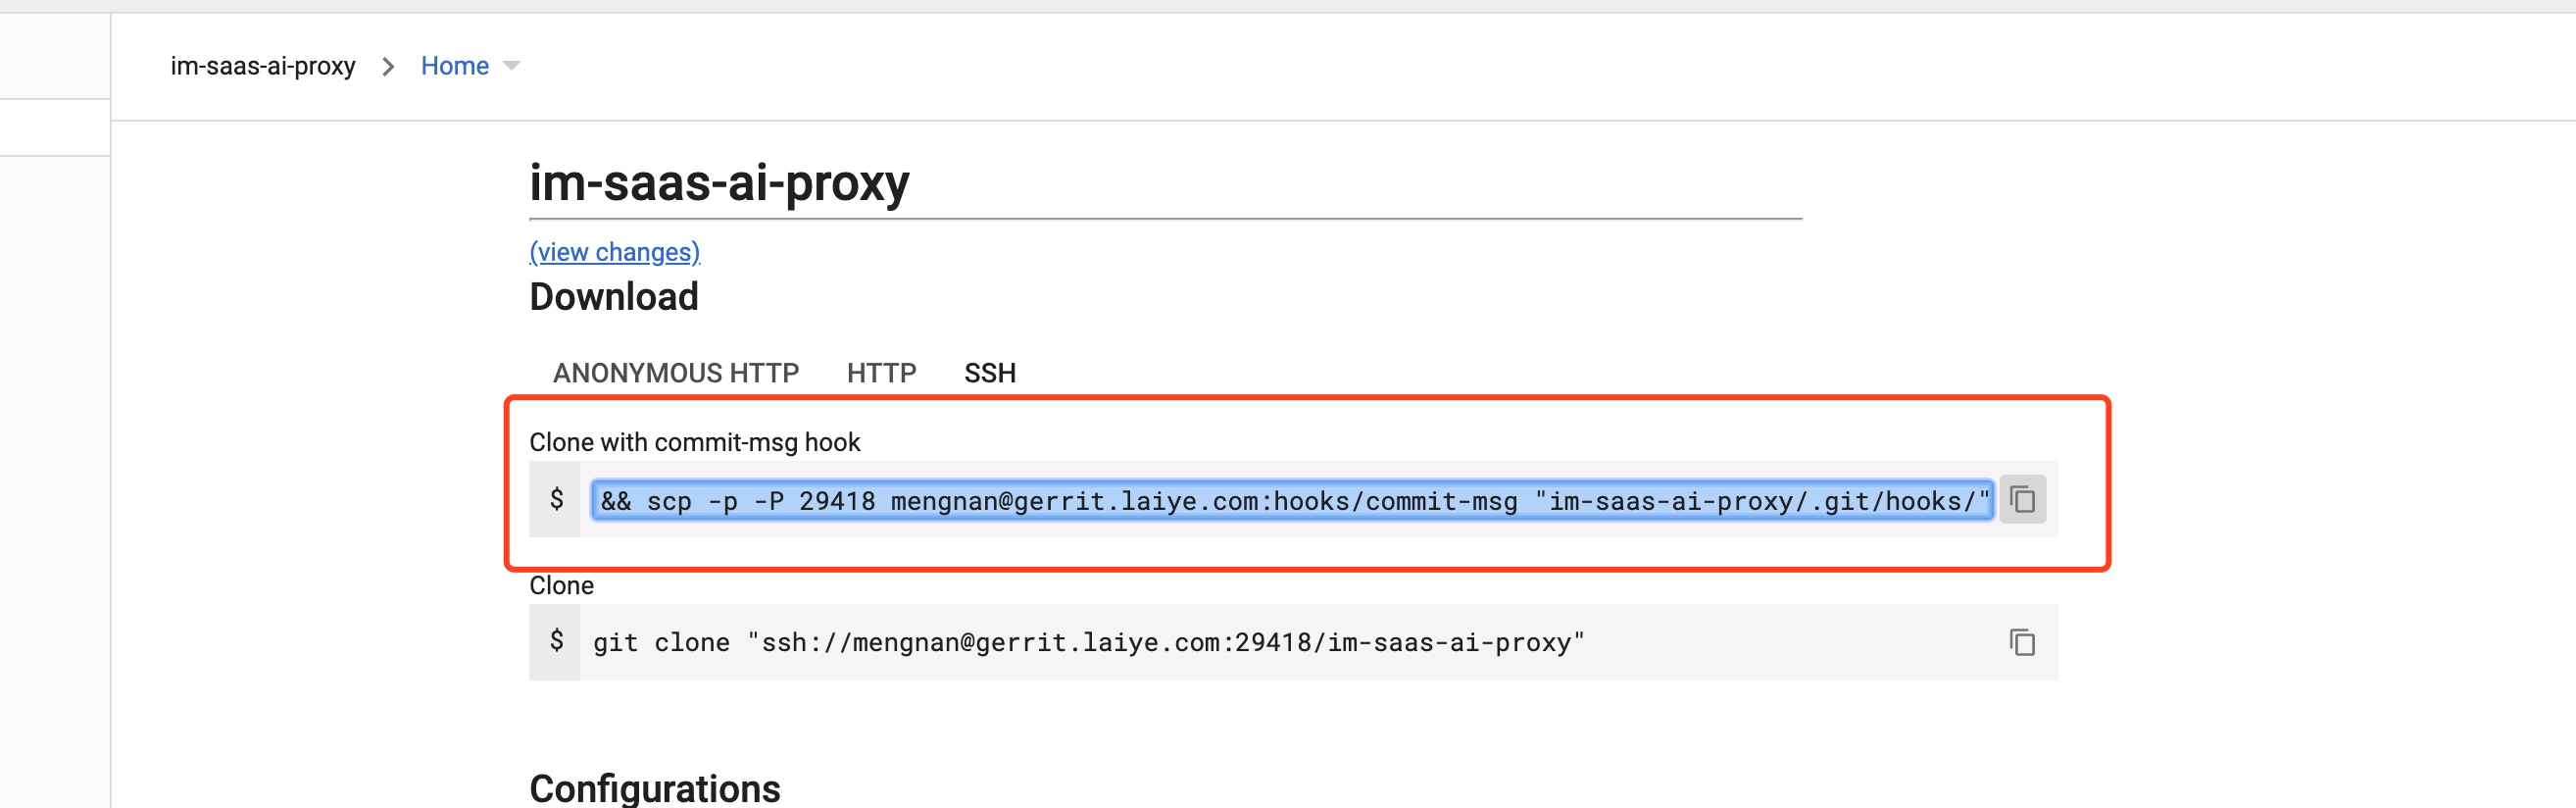 im-saas-ai-proxy > Home
im-saas-ai-proxy
(view changes)
Download
ANONYMOUS HTTP HTTP SSH
Clone with commit-msg hook
$ && scp -p -P 29418 mengnan@gerrit.laiye.com:hooks/commit-msg "im-saas-ai-proxy/.git/hooks/"
Clone
$ git clone "ssh://mengnan@gerrit.laiye.com:29418/im-saas-ai-proxy"
Configurations